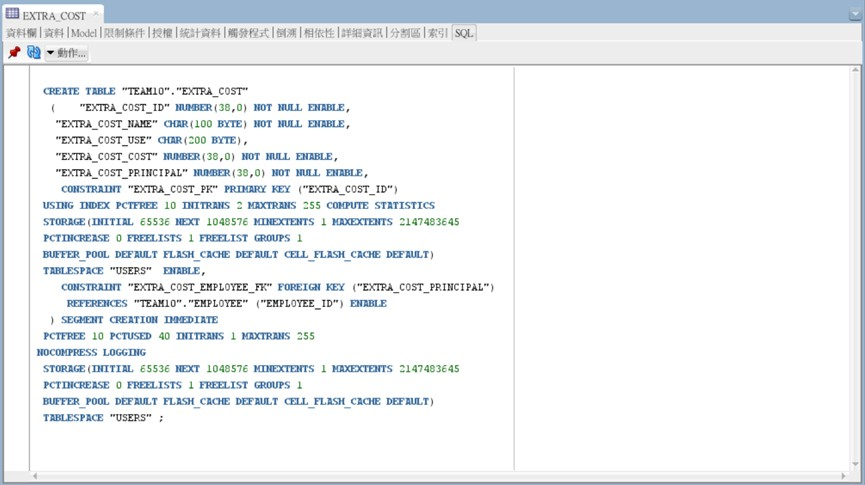 EXTRA_COST
資料欄 | 資料 | Model | 限制條件 | 授權 | 統計資料 | 觸發程式 | 倒溯 | 相依性 | 詳細資訊 | 分割區 | 索引 | SQL
動作...
CREATE TABLE "TEAM10"."EXTRA_COST"
( "EXTRA_COST_ID" NUMBER(38,0) NOT NULL ENABLE,
"EXTRA_COST_NAME" CHAR(100 BYTE) NOT NULL ENABLE,
"EXTRA_COST_USE" CHAR(200 BYTE),
"EXTRA_COST_COST" NUMBER(38,0) NOT NULL ENABLE,
"EXTRA_COST_PRINCIPAL" NUMBER(38,0) NOT NULL ENABLE,
CONSTRAINT "EXTRA_COST_PK" PRIMARY KEY ("EXTRA_COST_ID")
USING INDEX PCTFREE 10 INITRANS 2 MAXTRANS 255 COMPUTE STATISTICS
STORAGE(INITIAL 65536 NEXT 1048576 MINEXTENTS 1 MAXEXTENTS 2147483645
PCTINCREASE 0 FREELISTS 1 FREELIST GROUPS 1
BUFFER_POOL DEFAULT FLASH_CACHE DEFAULT CELL_FLASH_CACHE DEFAULT)
TABLESPACE "USERS" ENABLE,
CONSTRAINT "EXTRA_COST_EMPLOYEE_FK" FOREIGN KEY ("EXTRA_COST_PRINCIPAL")
REFERENCES "TEAM10"."EMPLOYEE" ("EMPLOYEE_ID") ENABLE
) SEGMENT CREATION IMMEDIATE
PCTFREE 10 PCTUSED 40 INITRANS 1 MAXTRANS 255
NOCOMPRESS LOGGING
STORAGE(INITIAL 65536 NEXT 1048576 MINEXTENTS 1 MAXEXTENTS 2147483645
PCTINCREASE 0 FREELISTS 1 FREELIST GROUPS 1
BUFFER_POOL DEFAULT FLASH_CACHE DEFAULT CELL_FLASH_CACHE DEFAULT)
TABLESPACE "USERS" ;